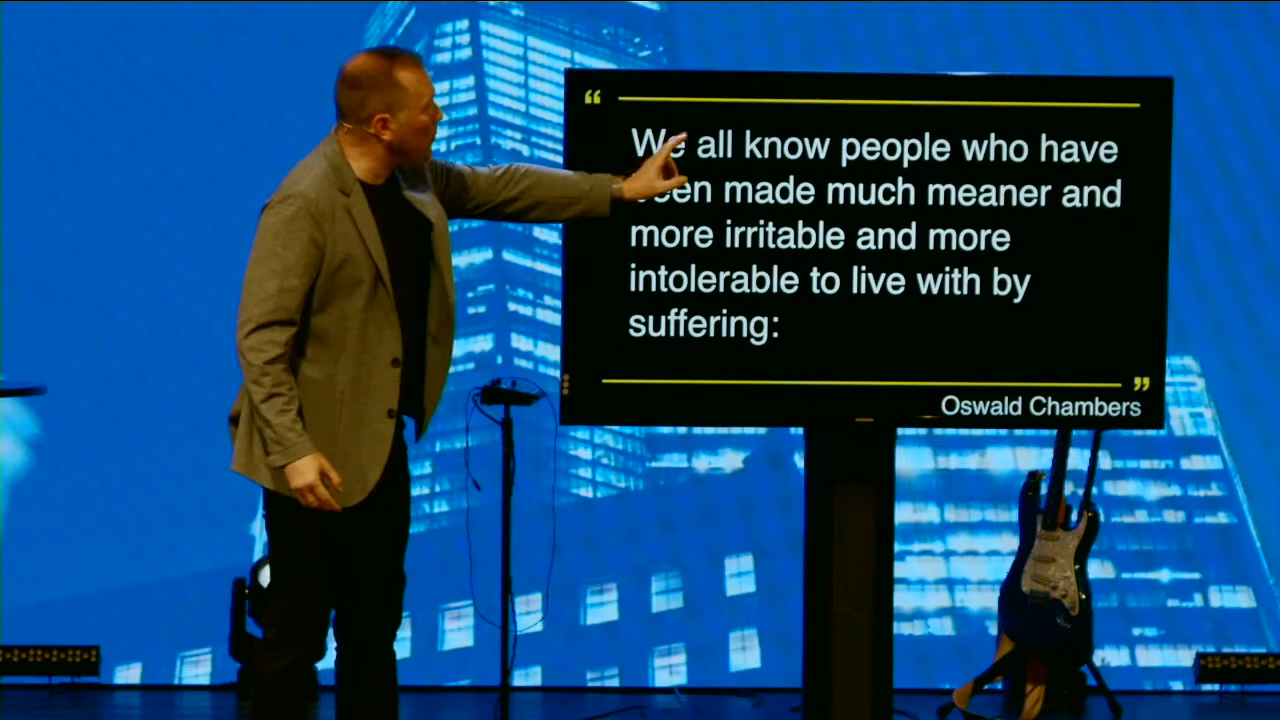 “
We all know people who have
been made much meaner and
more irritable and more
intolerable to live with by
suffering:
”
Oswald Chambers